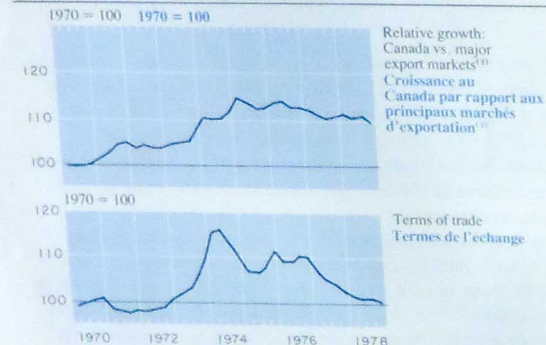 1970 = 100 1970 = 100
Relative growth:
Canada vs. major
export markets⁽¹⁾
Croissance au
Canada par rapport aux
principaux marchés
d'exportation⁽¹⁾
120
110
100
1970 = 100
120
110
100
Terms of trade
Termes de l'échange
1970 1972 1974 1976 1978